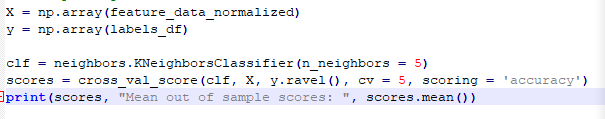 X = np.array(feature_data_normalized)
y = np.array(labels_df)
clf = neighbors.KNeighborsClassifier(n_neighbors = 5)
scores = cross_val_score(clf, X, y.ravel(), cv = 5, scoring = 'accuracy')
print(scores, "Mean out of sample scores: ", scores.mean())